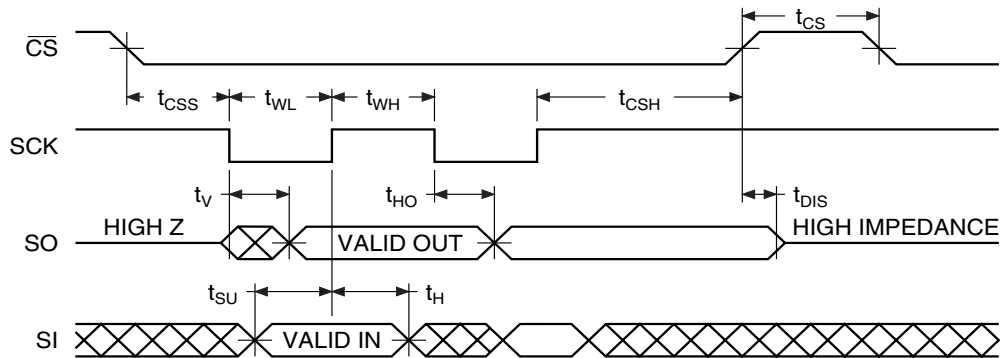 t_CS
C̅S̅
t_CSS t_WL t_WH t_CSH
SCK
t_V t_HO t_DIS
HIGH Z VALID OUT HIGH IMPEDANCE
SO
t_SU t_H
SI VALID IN